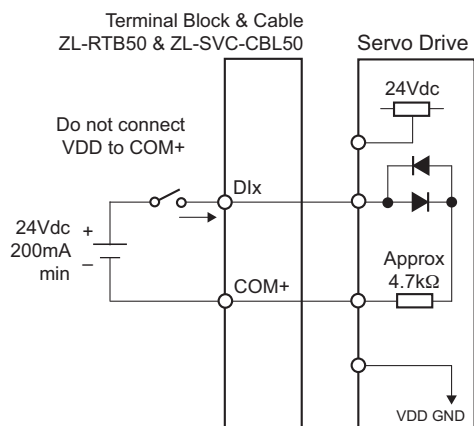 Terminal Block & Cable
ZL-RTB50 & ZL-SVC-CBL50
Servo Drive
24Vdc
Do not connect
VDD to COM+
DIx
24Vdc
200mA
min
+
–
COM+
Approx
4.7kΩ
VDD GND